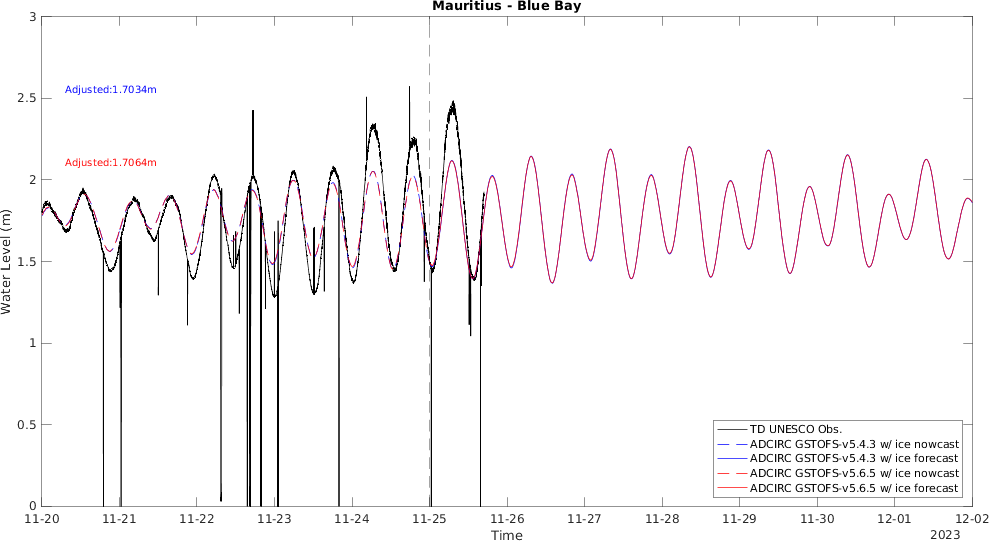 Mauritius - Blue Bay
3
2.5
2
1.5
1
0.5
0
Water Level (m)
Adjusted:1.7034m
Adjusted:1.7064m
TD UNESCO Obs.
ADCIRC GSTOFS-v5.4.3 w/ ice nowcast
ADCIRC GSTOFS-v5.4.3 w/ ice forecast
ADCIRC GSTOFS-v5.6.5 w/ ice nowcast
ADCIRC GSTOFS-v5.6.5 w/ ice forecast
11-20 11-21 11-22 11-23 11-24 11-25 11-26 11-27 11-28 11-29 11-30 12-01 12-02
Time
2023